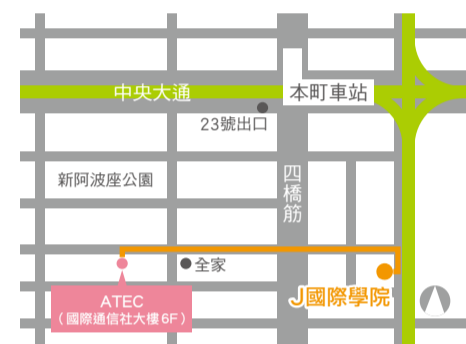 中央大通
本町車站
23號出口
新阿波座公園
四橋筋
全家
J國際學院
ATEC
（國際通信社大樓6F）